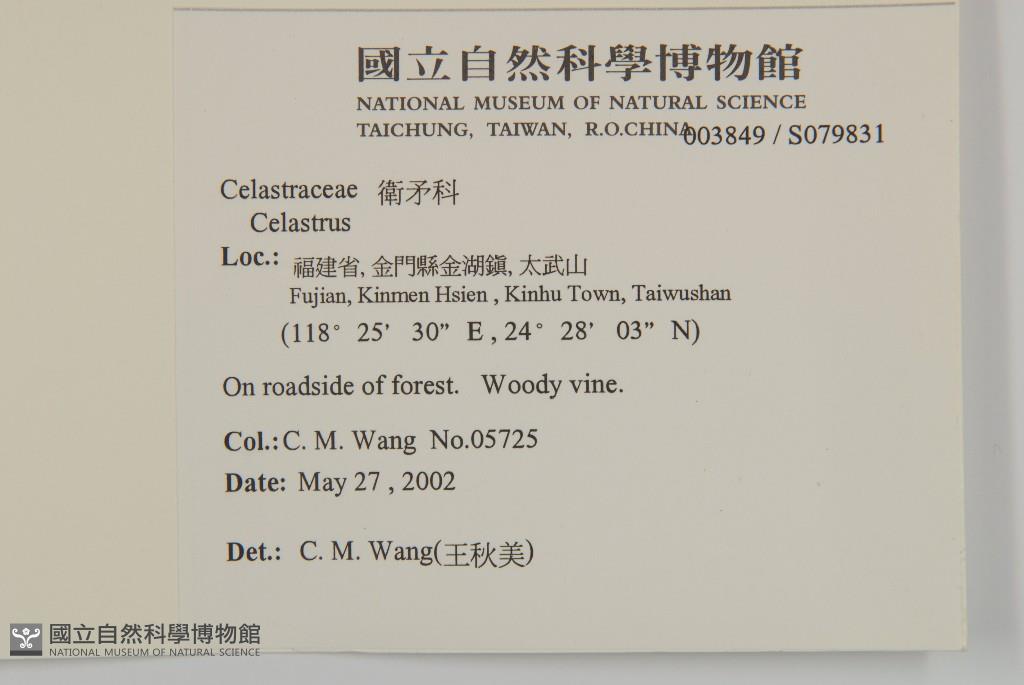 國立自然科學博物館
NATIONAL MUSEUM OF NATURAL SCIENCE
TAICHUNG, TAIWAN, R.O.CHINA 003849 / S079831
Celastraceae 衛矛科
Celastrus
Loc.: 福建省, 金門縣金湖鎮, 太武山
Fujian, Kinmen Hsien , Kinhu Town, Taiwushan
(118° 25’ 30” E , 24° 28’ 03” N)
On roadside of forest. Woody vine.
Col.: C. M. Wang No.05725
Date: May 27 , 2002
Det.: C. M. Wang(王秋美)
國立自然科學博物館
NATIONAL MUSEUM OF NATURAL SCIENCE